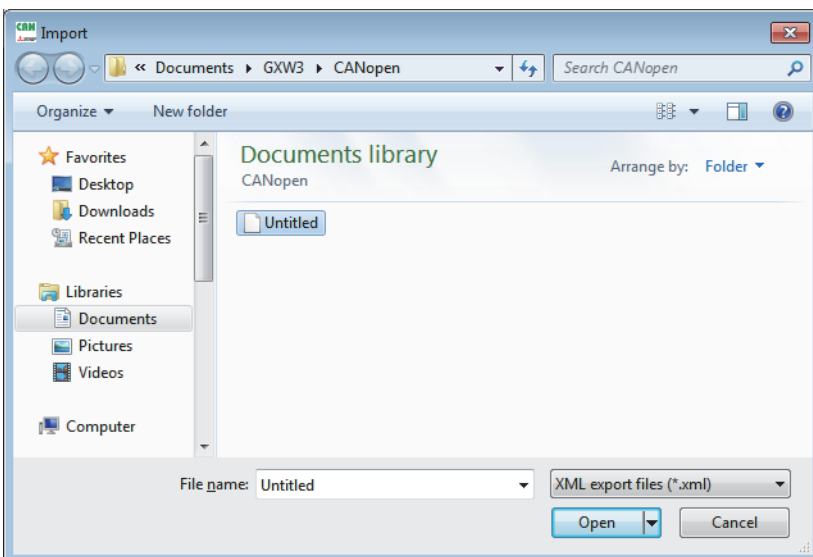 CAN
Import
« Documents GXW3 CANopen
Search CANopen
Organize
New folder
Favorites
Desktop
Downloads
Recent Places
Libraries
Documents
Pictures
Videos
Computer
Documents library
CANopen
Arrange by: Folder
Untitled
File name: Untitled
XML export files (*.xml)
Open
Cancel